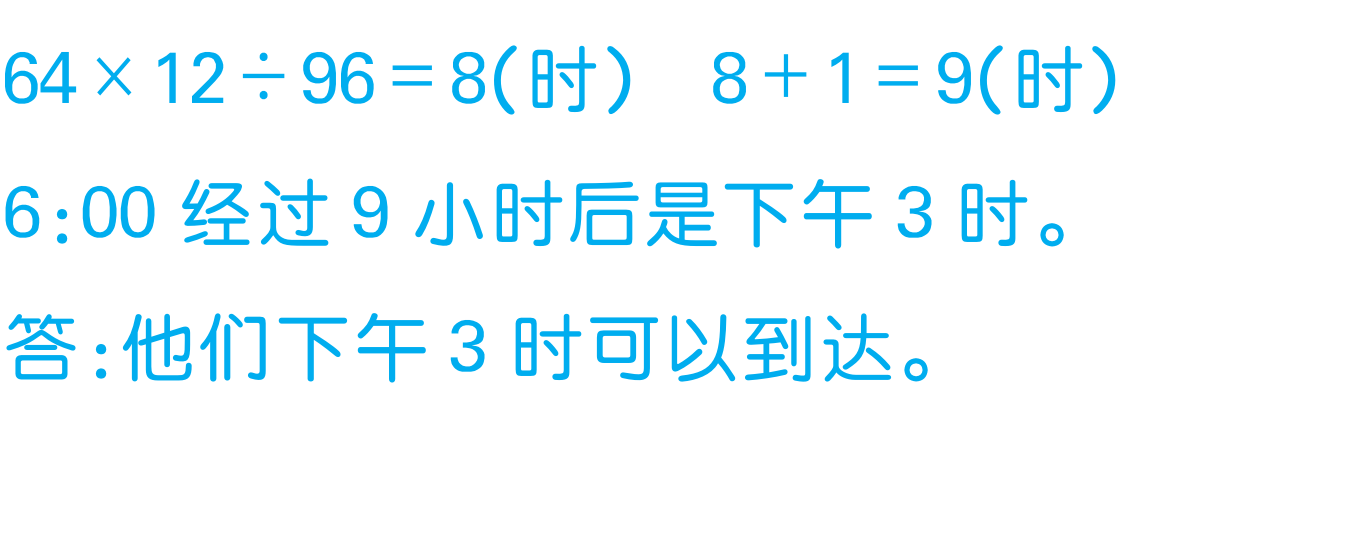 64×12÷96=8(时) 8+1=9(时)
6:00 经过 9 小时后是下午 3 时。
答:他们下午 3 时可以到达。